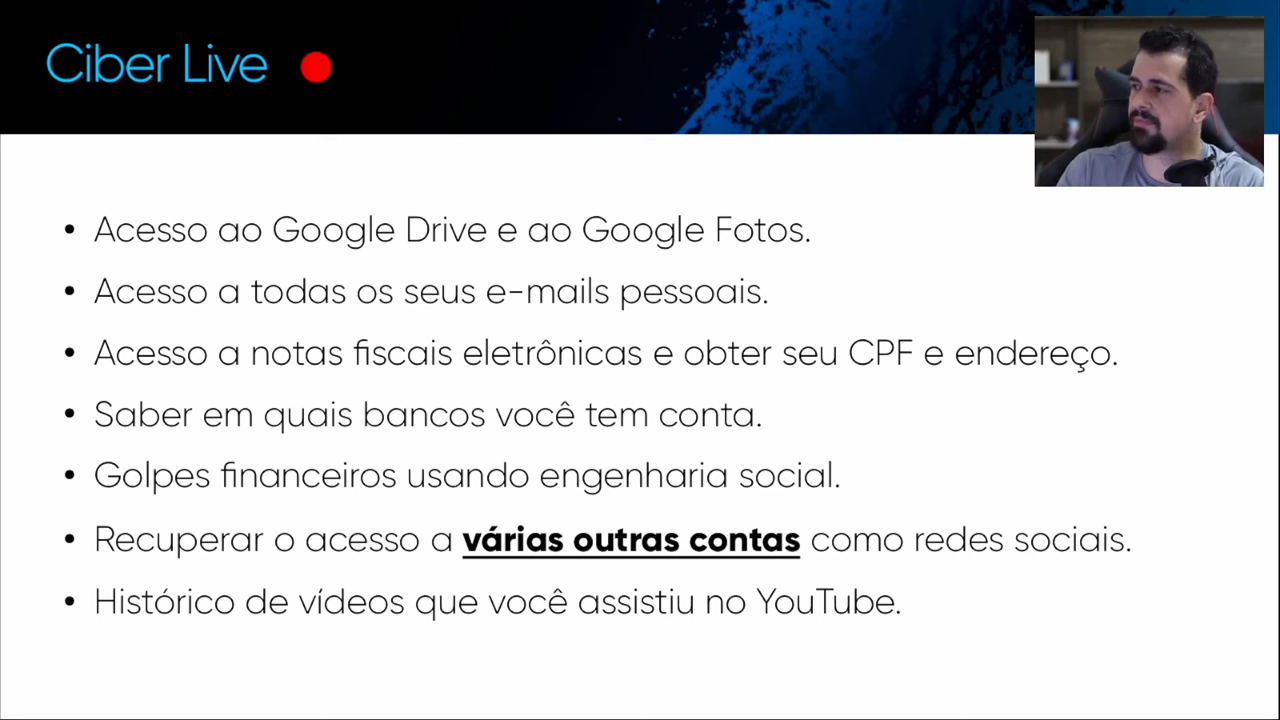 Ciber Live
• Acesso ao Google Drive e ao Google Fotos.
• Acesso a todas os seus e-mails pessoais.
• Acesso a notas fiscais eletrônicas e obter seu CPF e endereço.
• Saber em quais bancos você tem conta.
• Golpes financeiros usando engenharia social.
• Recuperar o acesso a várias outras contas como redes sociais.
• Histórico de vídeos que você assistiu no YouTube.